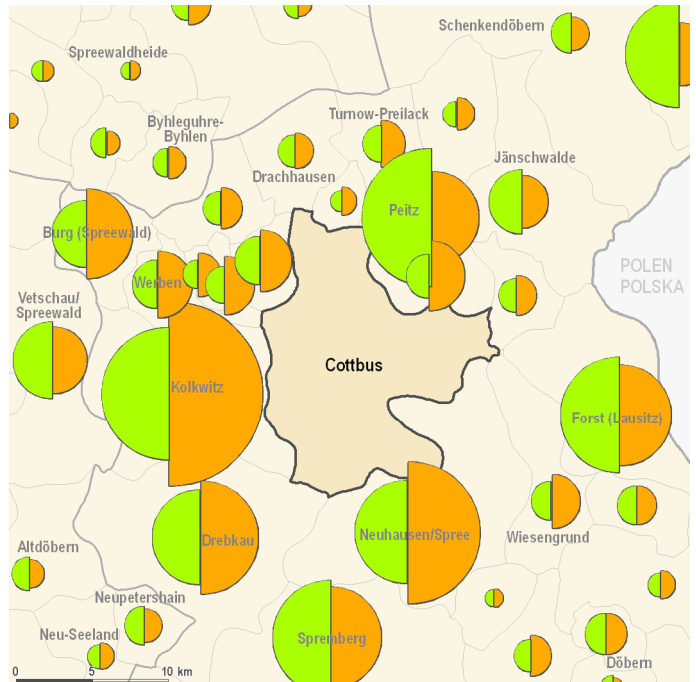 Schenkendöbern
Spreewaldheide
Turnow-Preilack
Byhleguhre-
Byhlen
Jänschwalde
Drachhausen
Peitz
Burg (Spreewald)
POLEN
POLSKA
Werben
Vetschau/
Spreewald
Cottbus
Kolkwitz
Forst (Lausitz)
Neuhausen/Spree
Wiesengrund
Drebkau
Altdöbern
Neupetershain
Neu-Seeland
Spremberg
Döbern
0 5 10 km